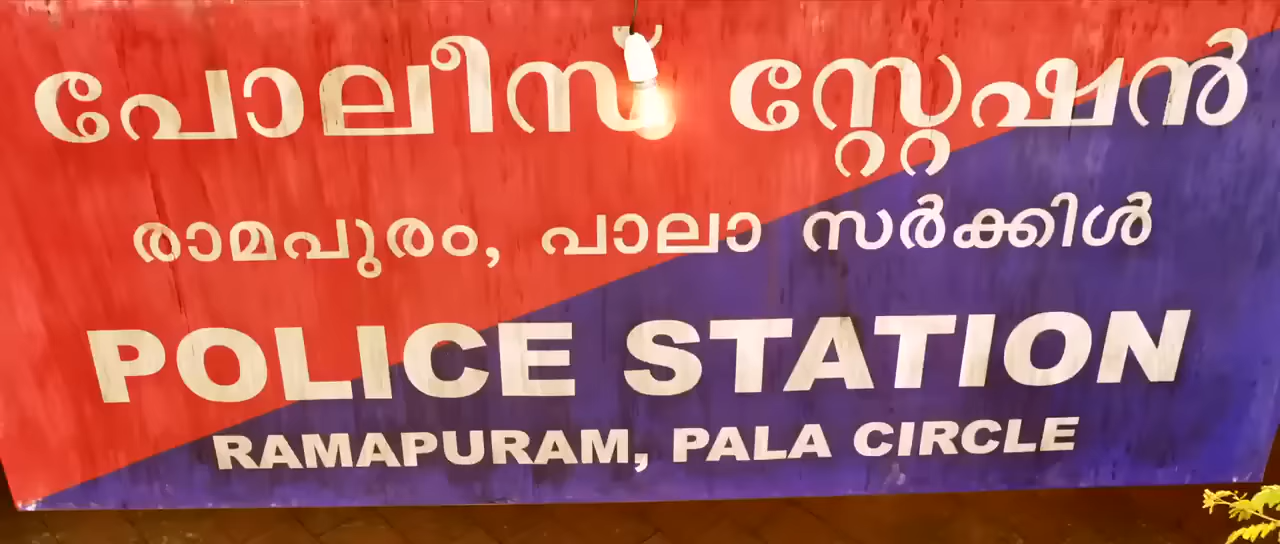 പോലീസ് സ്റ്റേഷൻ
രാമപുരം, പാലാ സർക്കിൾ
POLICE STATION
RAMAPURAM, PALA CIRCLE